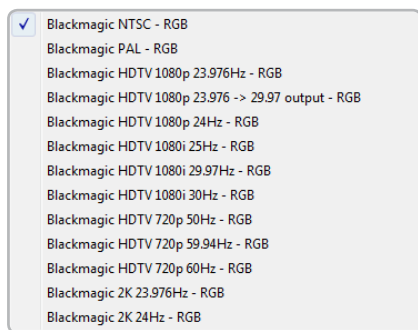 Blackmagic NTSC - RGB
Blackmagic PAL - RGB
Blackmagic HDTV 1080p 23.976Hz - RGB
Blackmagic HDTV 1080p 23.976 -> 29.97 output - RGB
Blackmagic HDTV 1080p 24Hz - RGB
Blackmagic HDTV 1080i 25Hz - RGB
Blackmagic HDTV 1080i 29.97Hz - RGB
Blackmagic HDTV 1080i 30Hz - RGB
Blackmagic HDTV 720p 50Hz - RGB
Blackmagic HDTV 720p 59.94Hz - RGB
Blackmagic HDTV 720p 60Hz - RGB
Blackmagic 2K 23.976Hz - RGB
Blackmagic 2K 24Hz - RGB